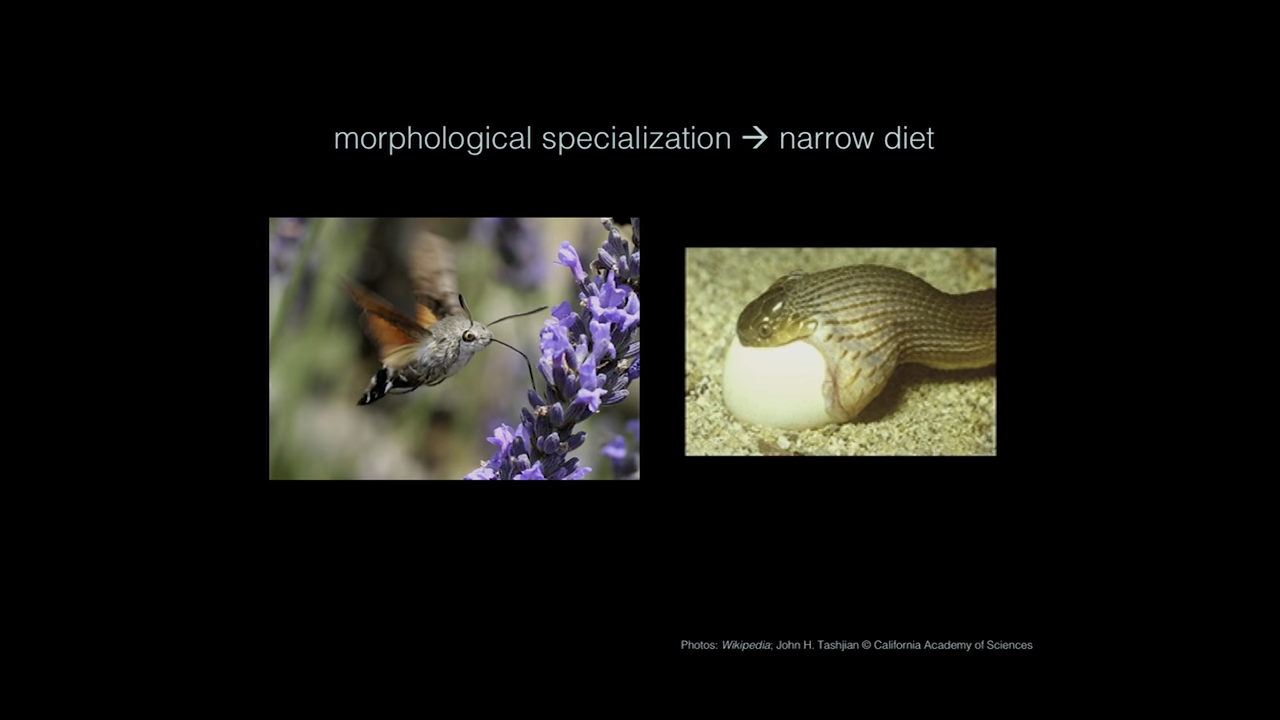 morphological specialization → narrow diet
Photos: Wikipedia; John H. Tashjian © California Academy of Sciences